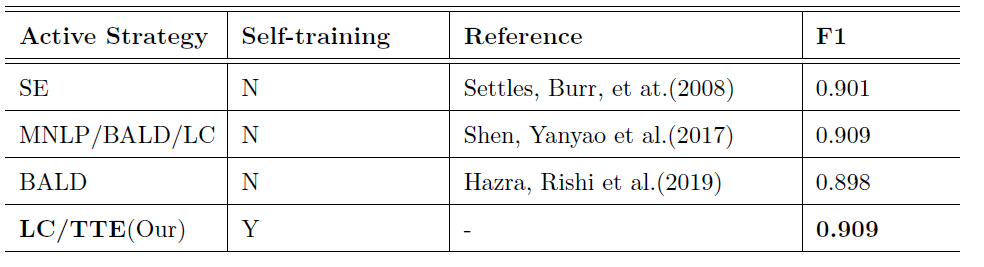 Active Strategy Self-training Reference F1
SE N Settles, Burr, et at.(2008) 0.901
MNLP/BALD/LC N Shen, Yanyao et al.(2017) 0.909
BALD N Hazra, Rishi et al.(2019) 0.898
LC/TTE(Our) Y - 0.909